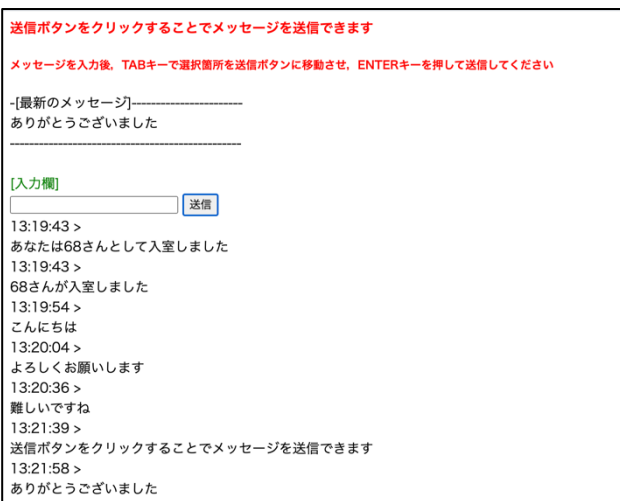 送信ボタンをクリックすることでメッセージを送信できます
メッセージを入力後，TABキーで選択箇所を送信ボタンに移動させ，ENTERキーを押して送信してください
-[最新のメッセージ]-----------------------
ありがとうございました
------------------------------------------------
[入力欄]
送信
13:19:43 >
あなたは68さんとして入室しました
13:19:43 >
68さんが入室しました
13:19:54 >
こんにちは
13:20:04 >
よろしくお願いします
13:20:36 >
難しいですね
13:21:39 >
送信ボタンをクリックすることでメッセージを送信できます
13:21:58 >
ありがとうございました